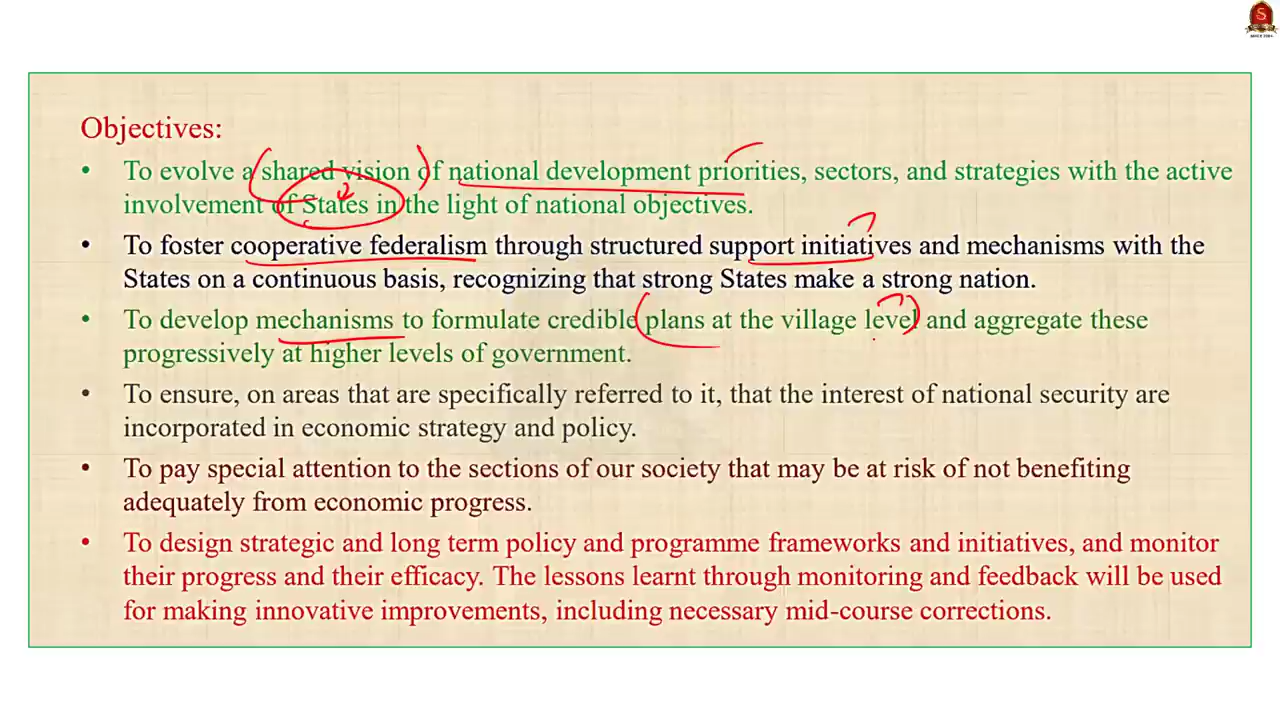 S
SINCE 1984
Objectives:
• To evolve a shared vision of national development priorities, sectors, and strategies with the active
involvement of States in the light of national objectives.
• To foster cooperative federalism through structured support initiatives and mechanisms with the
States on a continuous basis, recognizing that strong States make a strong nation.
• To develop mechanisms to formulate credible plans at the village level and aggregate these
progressively at higher levels of government.
• To ensure, on areas that are specifically referred to it, that the interest of national security are
incorporated in economic strategy and policy.
• To pay special attention to the sections of our society that may be at risk of not benefiting
adequately from economic progress.
• To design strategic and long term policy and programme frameworks and initiatives, and monitor
their progress and their efficacy. The lessons learnt through monitoring and feedback will be used
for making innovative improvements, including necessary mid-course corrections.